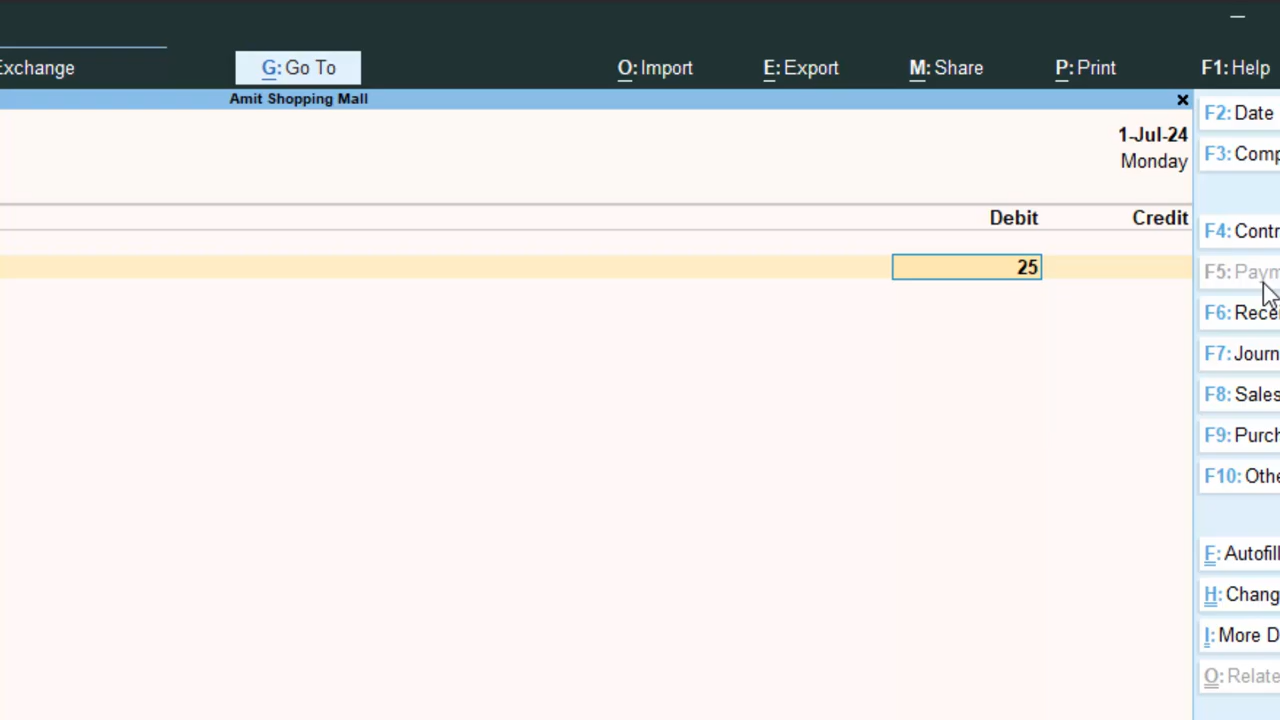 Exchange G: Go To O: Import E: Export M: Share P: Print F1: Help
Amit Shopping Mall
1-Jul-24
Monday
Debit Credit
25
F2: Date
F3: Comp
F4: Contr
F5: Paym
F6: Recei
F7: Journ
F8: Sales
F9: Purch
F10: Othe
F: Autofill
H: Chang
I: More D
O: Relate